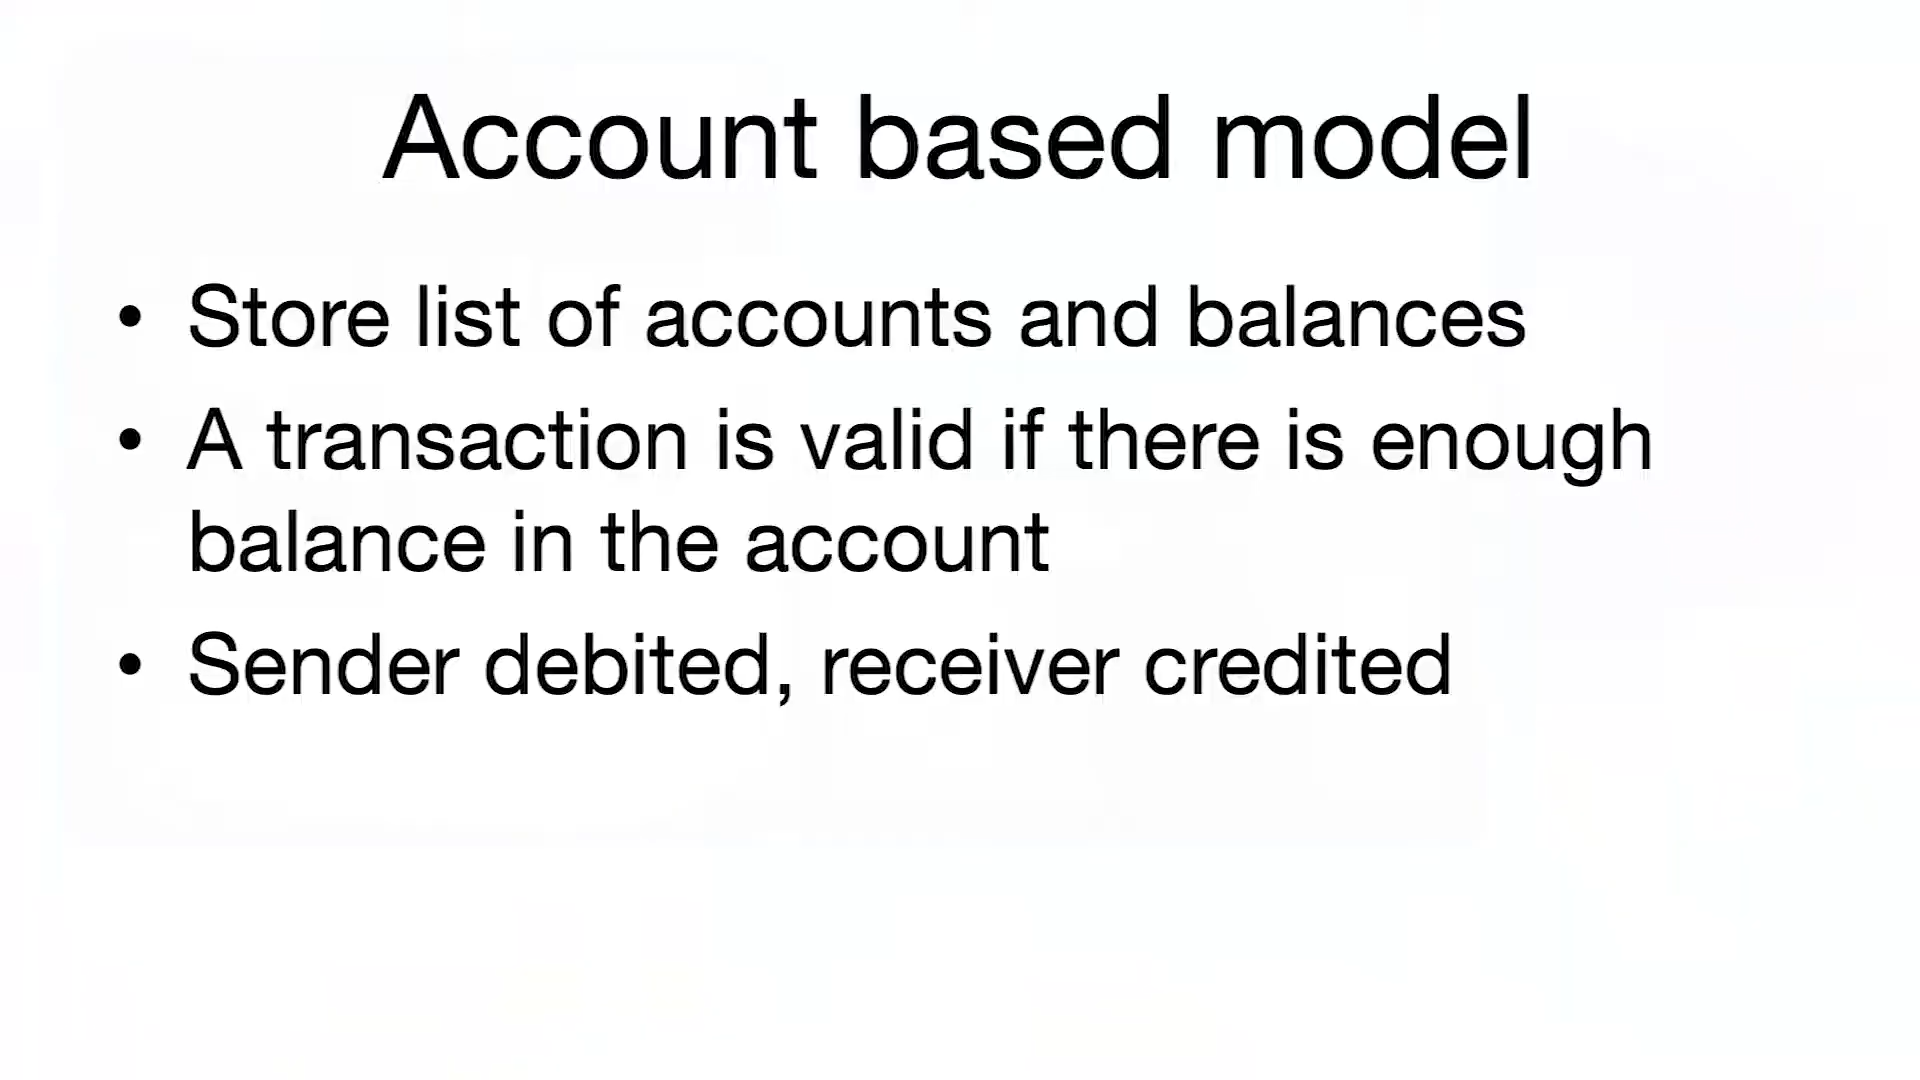 Account based model
• Store list of accounts and balances
• A transaction is valid if there is enough
balance in the account
• Sender debited, receiver credited